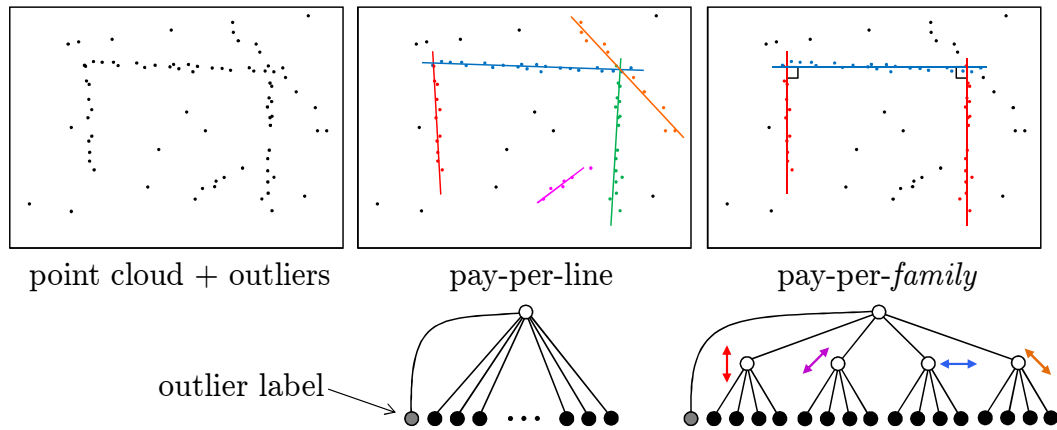 point cloud + outliers
pay-per-line
pay-per-family
outlier label